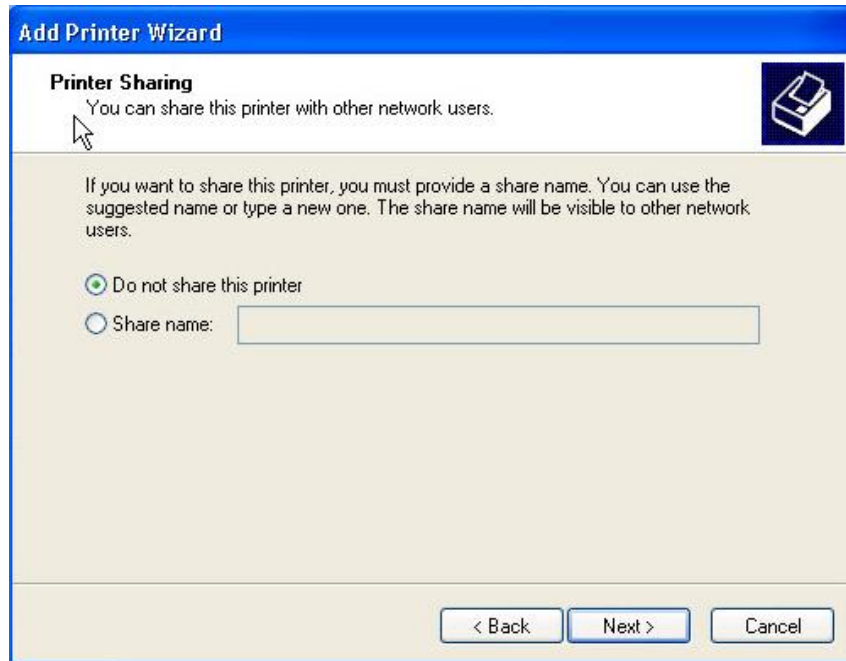 Add Printer Wizard
Printer Sharing
You can share this printer with other network users.
If you want to share this printer, you must provide a share name. You can use the
suggested name or type a new one. The share name will be visible to other network
users.
Do not share this printer
Share name:
< Back
Next >
Cancel